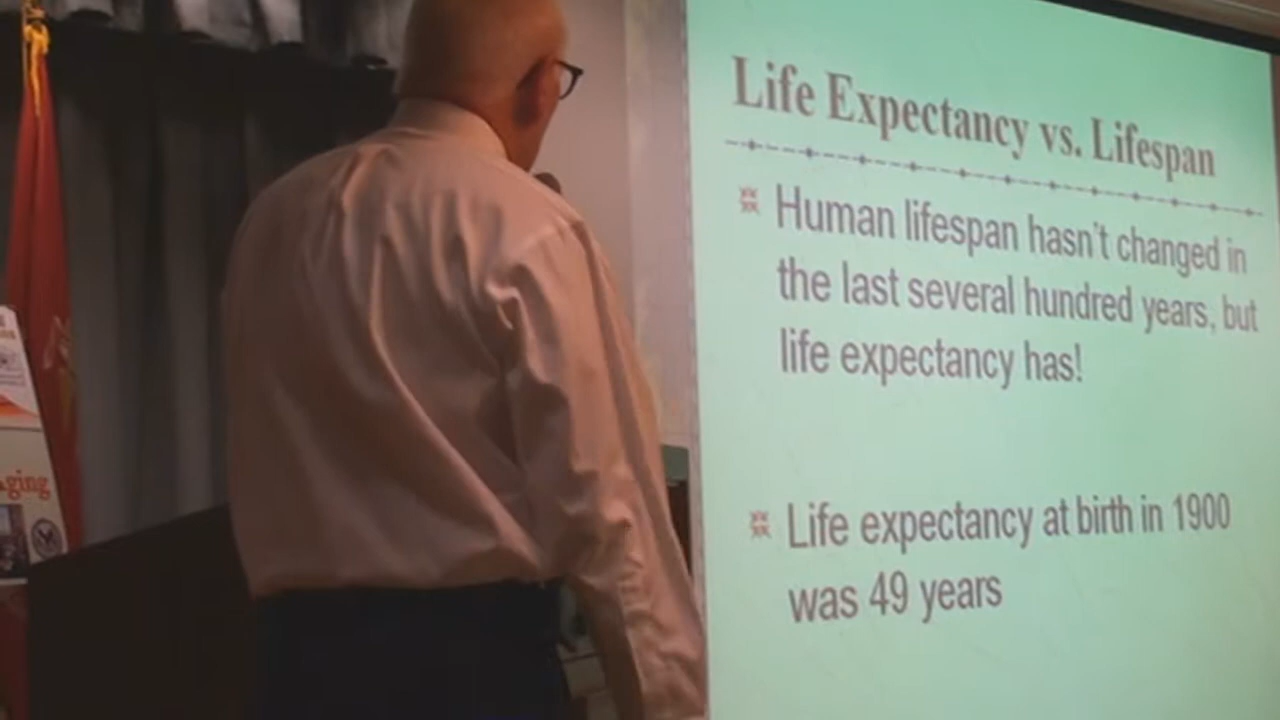 Life Expectancy vs. Lifespan
Human lifespan hasn't changed in
the last several hundred years, but
life expectancy has!
Life expectancy at birth in 1900
was 49 years
ging